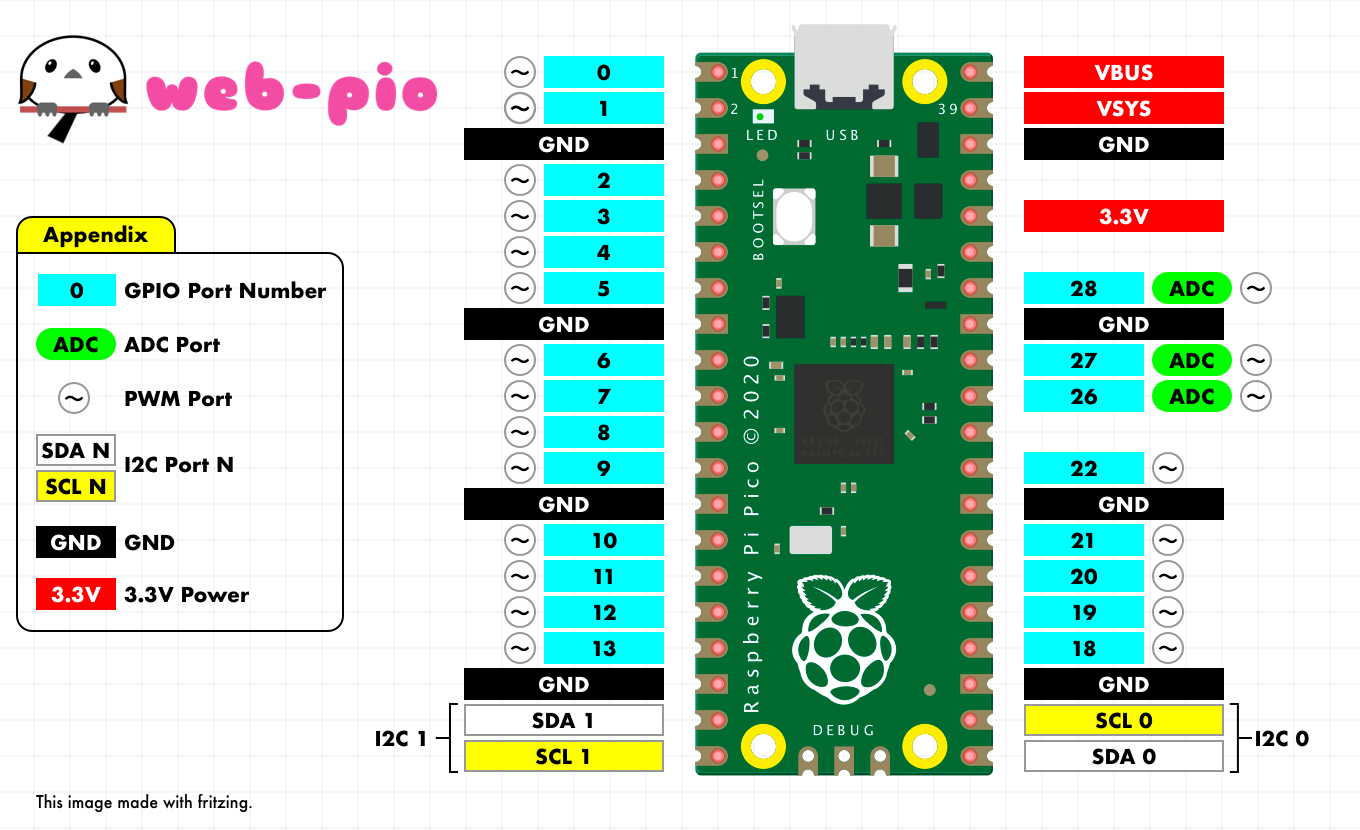 web-pio
Appendix
0 GPIO Port Number
ADC ADC Port
~ PWM Port
SDA N
SCL N
I2C Port N
GND GND
3.3V 3.3V Power
~ 0
~ 1
GND
~ 2
~ 3
~ 4
~ 5
GND
~ 6
~ 7
~ 8
~ 9
GND
~ 10
~ 11
~ 12
~ 13
GND
I2C 1
SDA 1
SCL 1
1
2
39
LED
USB
BOOTSEL
Raspberry Pi Pico ©2020
DEBUG
VBUS
VSYS
GND
3.3V
28 ADC ~
GND
27 ADC ~
26 ADC ~
22 ~
GND
21 ~
20 ~
19 ~
18 ~
GND
SCL 0
SDA 0
I2C 0
This image made with fritzing.